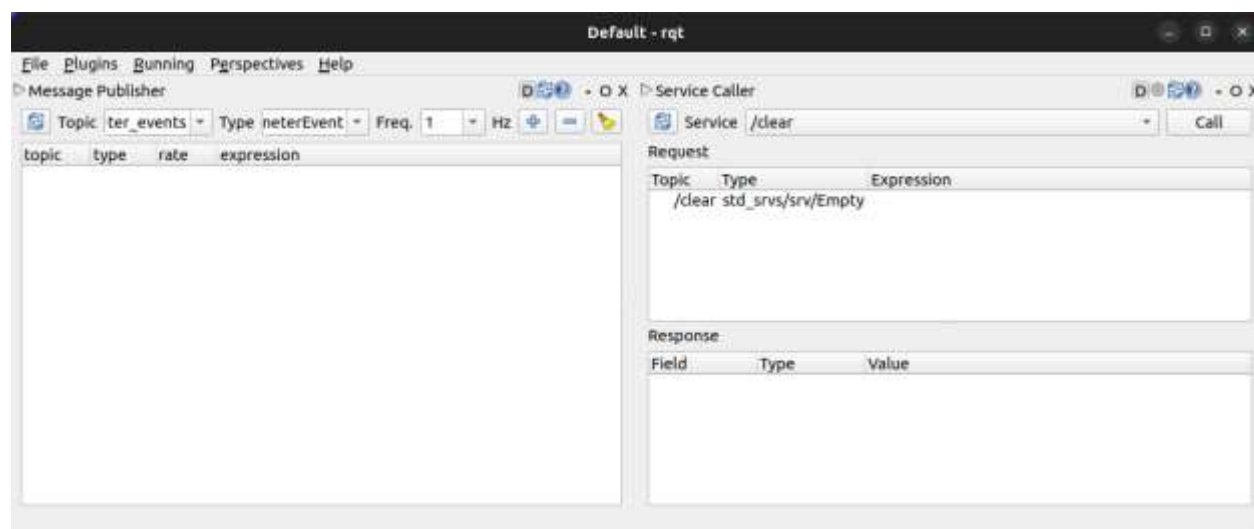 Default - rqt
File Plugins Running Perspectives Help
Message Publisher D - O X
Topic ter_events Type neterEvent Freq. 1 Hz
topic type rate expression
Service Caller D - O X
Service /clear Call
Request
Topic Type Expression
/clear std_srvs/srv/Empty
Response
Field Type Value